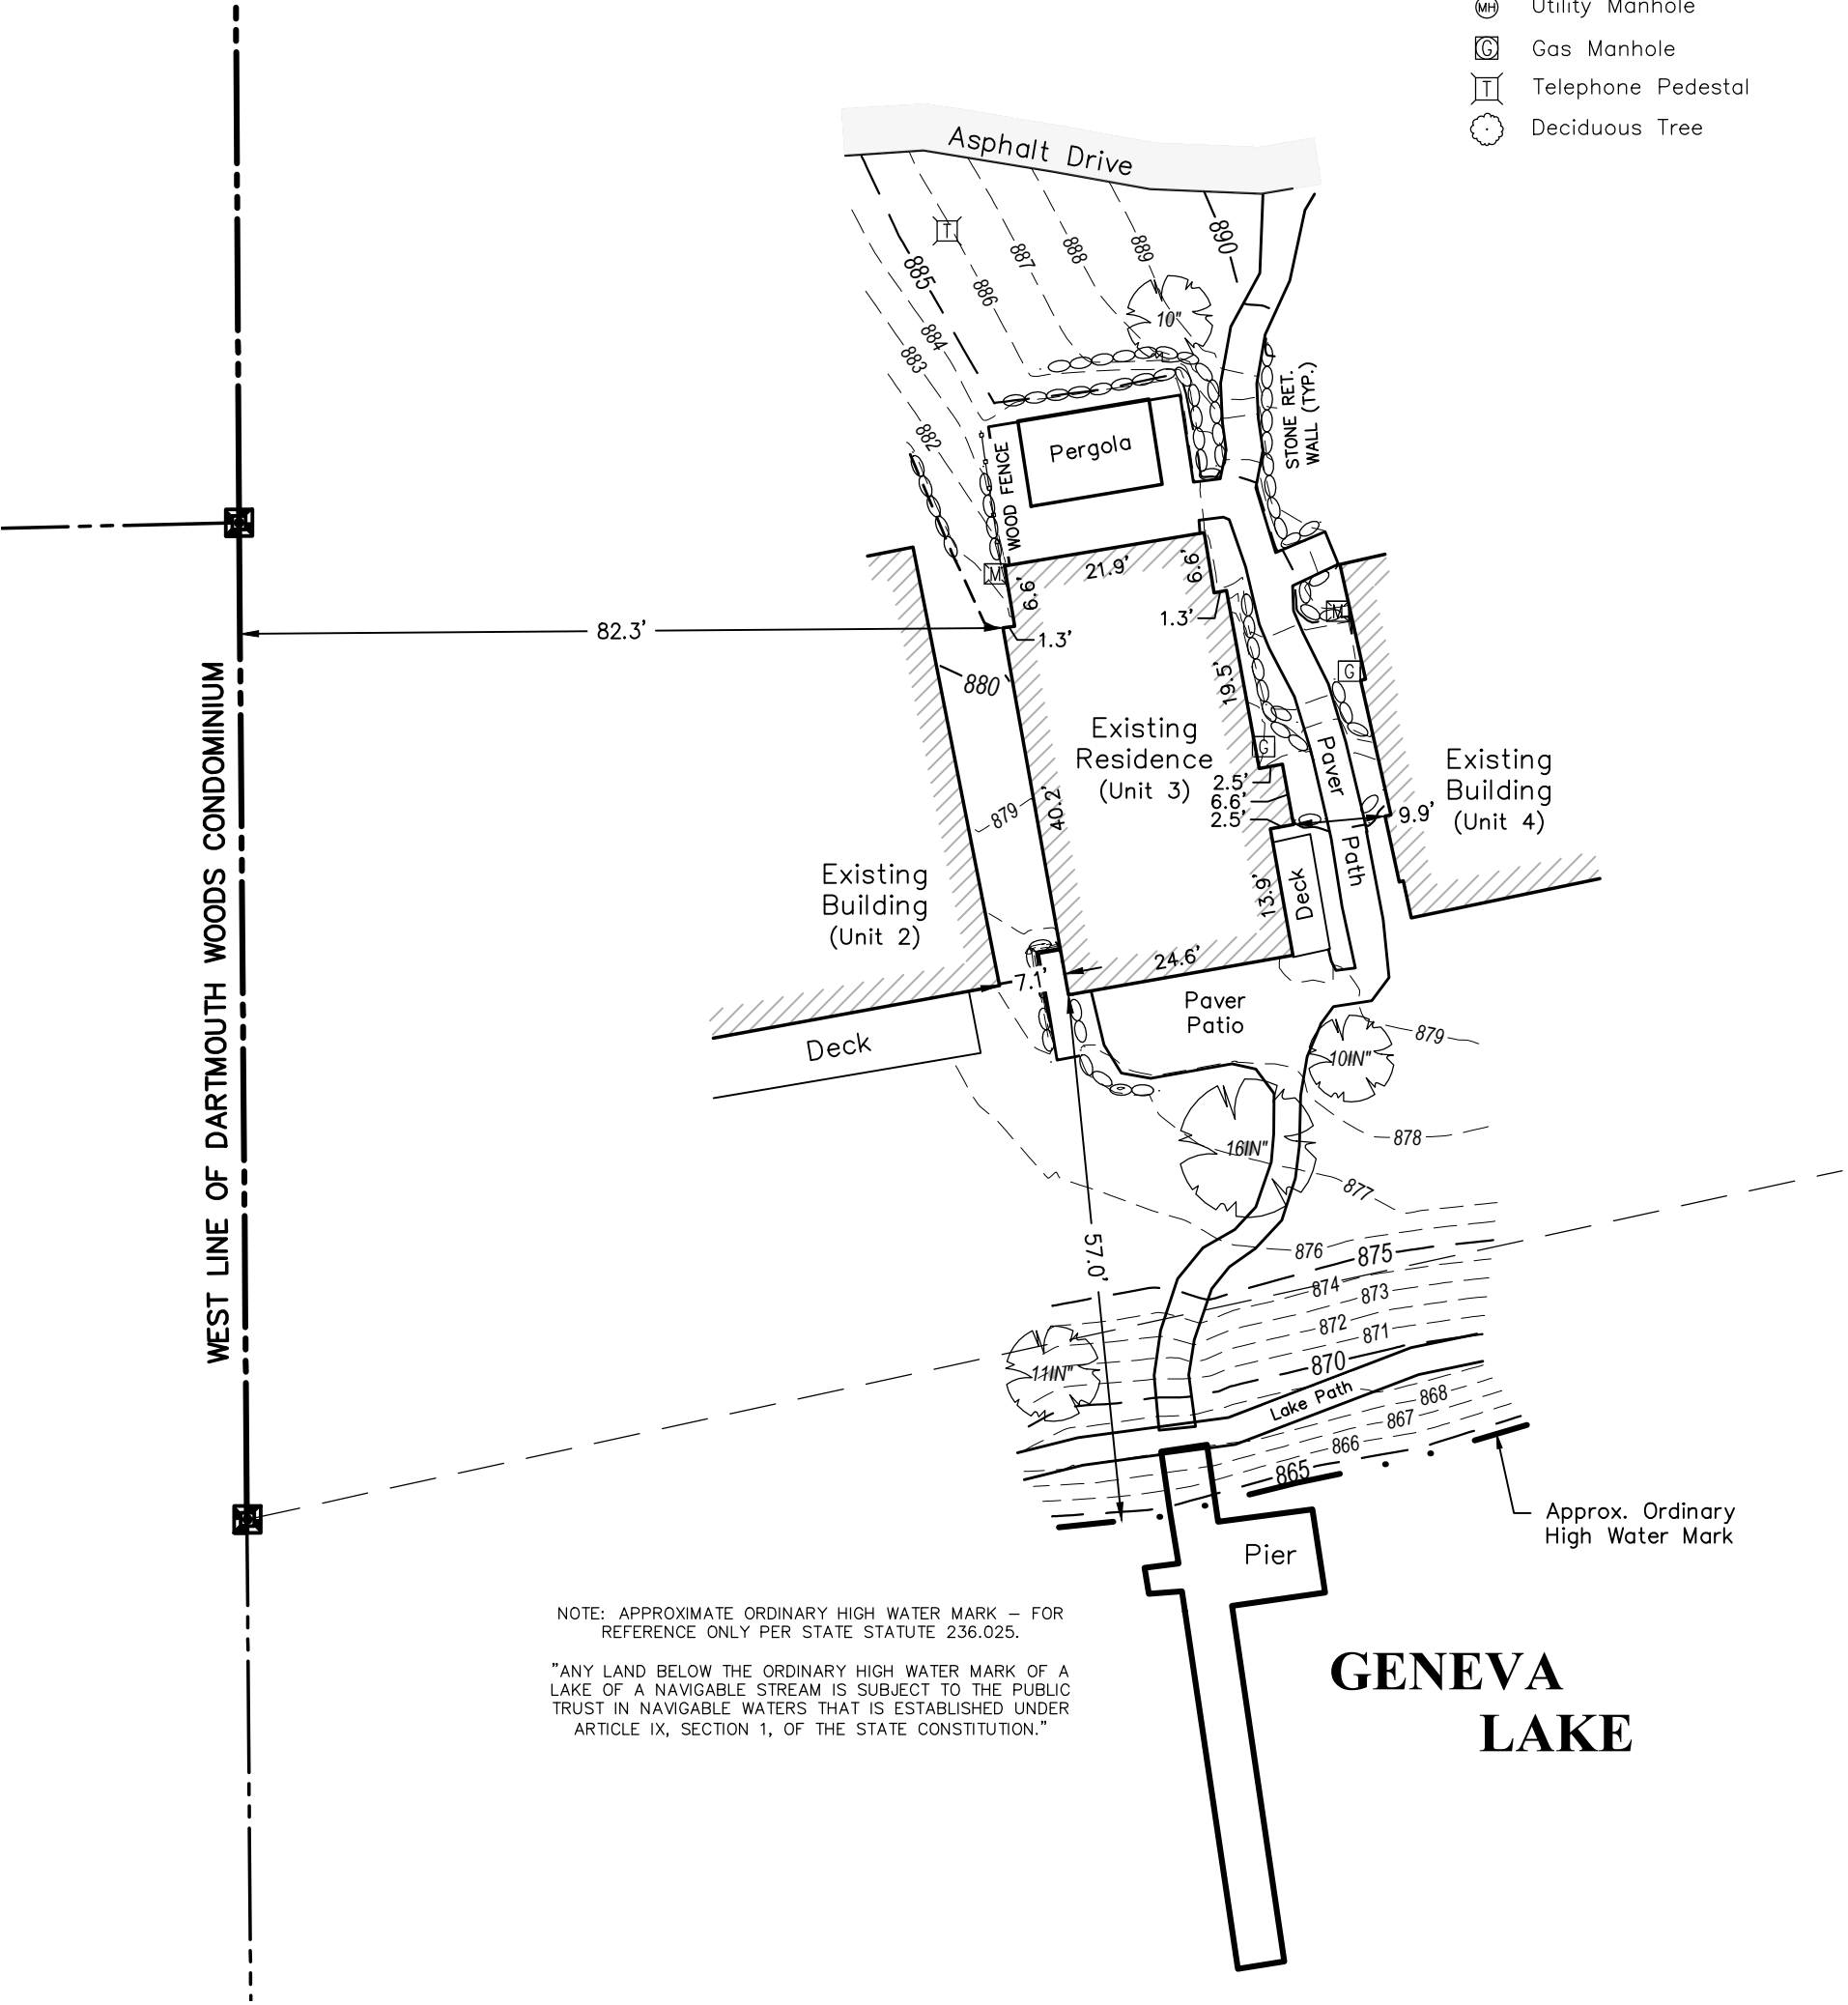 MH Utility Manhole
G Gas Manhole
T Telephone Pedestal
Deciduous Tree
Asphalt Drive
T
885
886
887
888
889
890
884
883
882
10"
STONE RET.
WALL (TYP.)
Pergola
WOOD FENCE
M
21.9'
6.6'
6.6'
1.3'
1.3'
M
G
82.3'
880
19.5'
Existing
Residence
(Unit 3)
G
Paver
Path
2.5'
6.6'
2.5'
9.9'
Existing
Building
(Unit 4)
879
40.2'
Existing
Building
(Unit 2)
13.9'
Deck
7.1'
24.6'
Paver
Patio
Deck
WEST LINE OF DARTMOUTH WOODS CONDOMINIUM
879
10IN"
16IN"
878
877
57.0'
876
875
874
873
872
871
870
11IN"
Lake Path
868
867
866
865
Approx. Ordinary
High Water Mark
Pier
NOTE: APPROXIMATE ORDINARY HIGH WATER MARK – FOR
REFERENCE ONLY PER STATE STATUTE 236.025.
"ANY LAND BELOW THE ORDINARY HIGH WATER MARK OF A
LAKE OF A NAVIGABLE STREAM IS SUBJECT TO THE PUBLIC
TRUST IN NAVIGABLE WATERS THAT IS ESTABLISHED UNDER
ARTICLE IX, SECTION 1, OF THE STATE CONSTITUTION."
GENEVA
LAKE